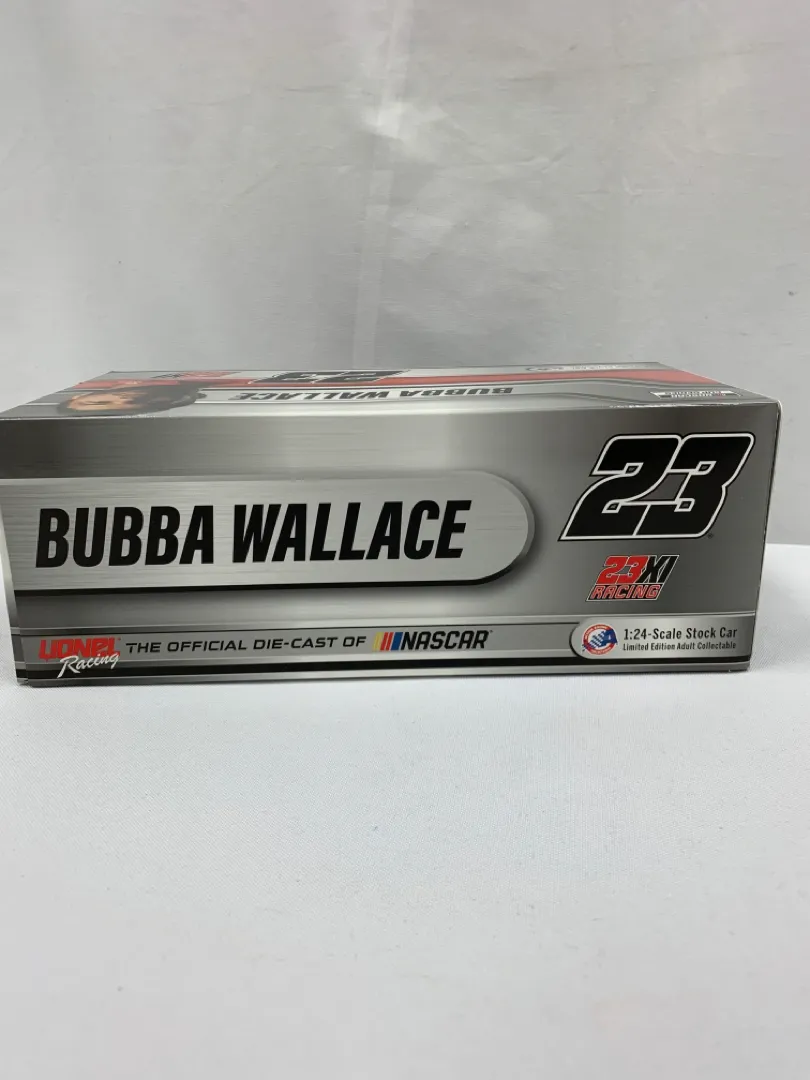 23XI
23
BUBBA WALLACE
23
BUBBA WALLACE
23XI
RACING
LIONEL Racing THE OFFICIAL DIE-CAST OF NASCAR
1:24-Scale Stock Car
Limited Edition Adult Collectable